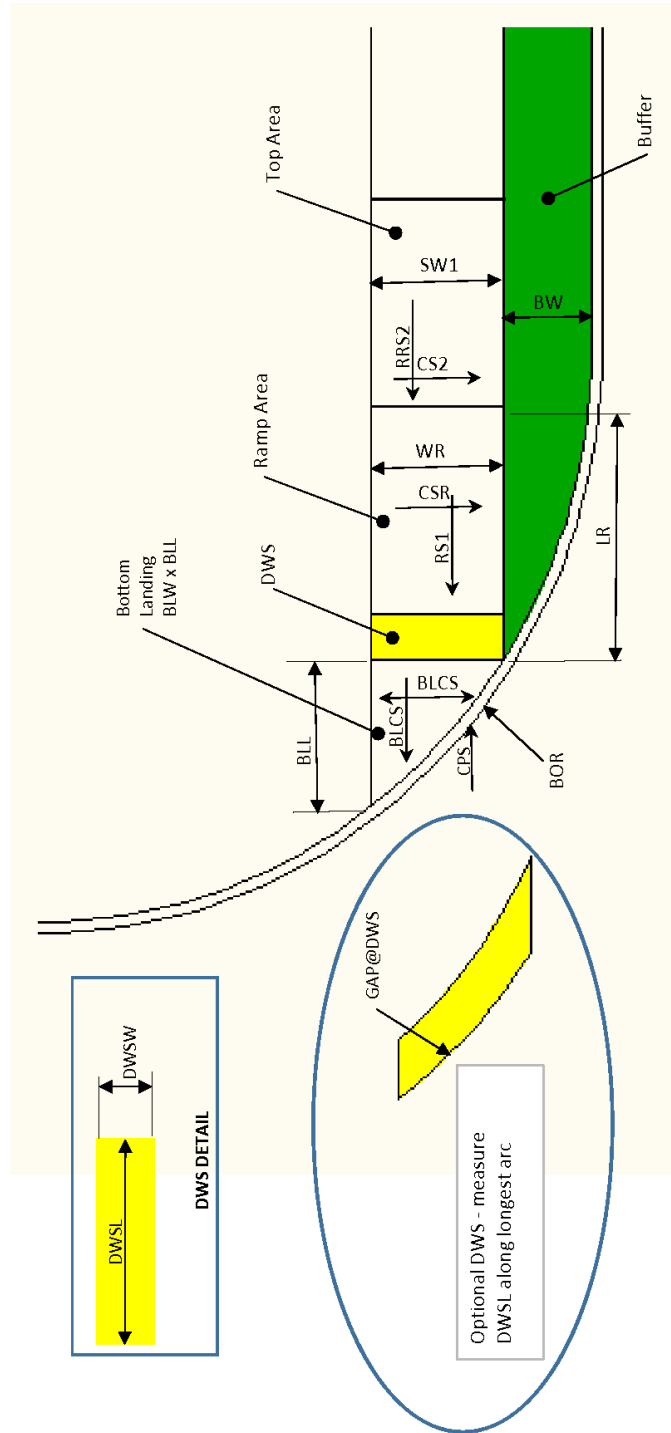 Top Area
Buffer
SW1
BW
RRS2
CS2
Ramp Area
WR
CSR
RS1
LR
DWS
Bottom
Landing
BLW x BLL
BLL
BLCS
BLCS
CPS
BOR
GAP@DWS
Optional DWS - measure
DWSL along longest arc
DWSW
DWSL
DWS DETAIL